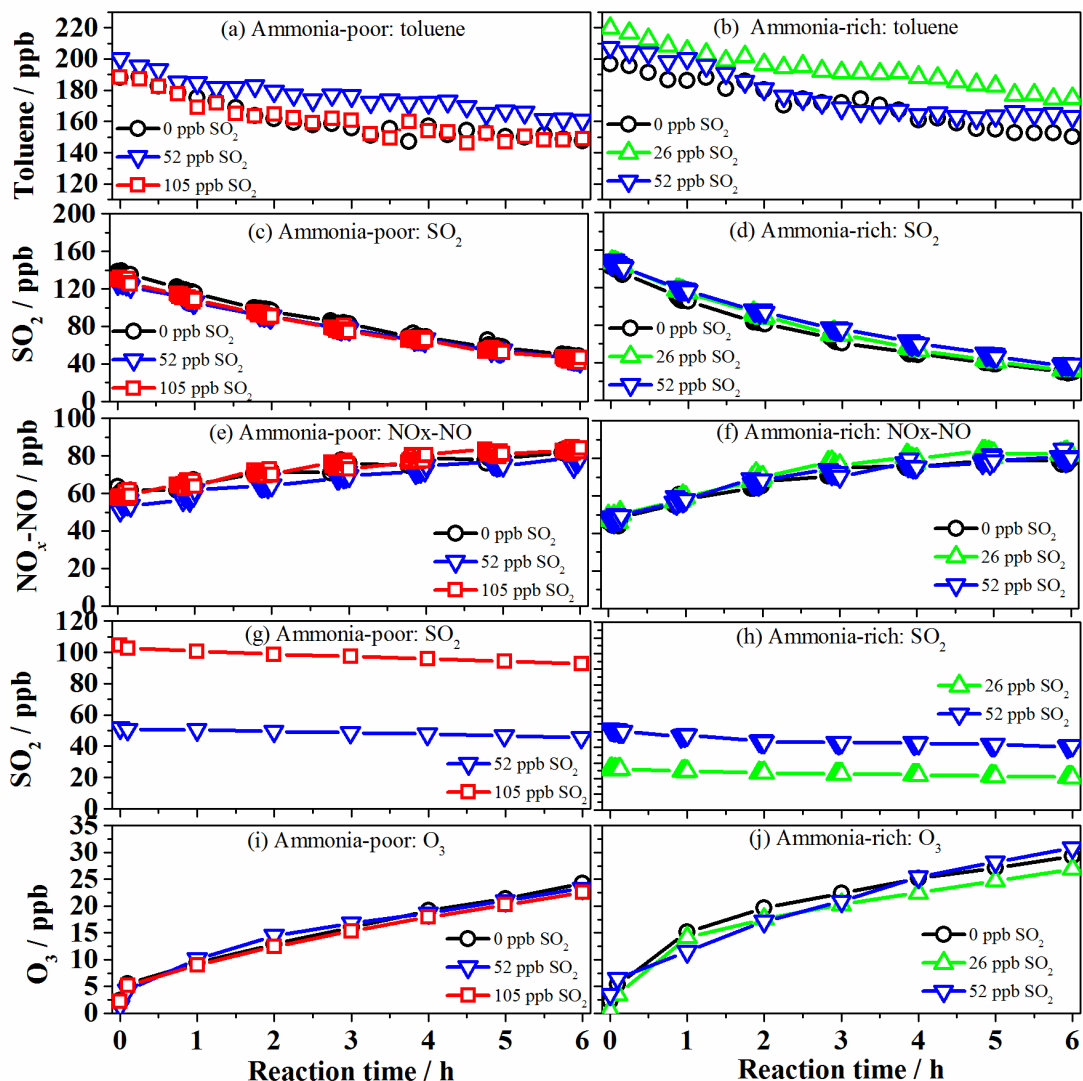 220
200
180
160
140
120
Toluene / ppb
(a) Ammonia-poor: toluene
0 ppb SO₂
52 ppb SO₂
105 ppb SO₂
(b) Ammonia-rich: toluene
0 ppb SO₂
26 ppb SO₂
52 ppb SO₂
200
160
120
80
40
0
SO₂ / ppb
(c) Ammonia-poor: SO₂
0 ppb SO₂
52 ppb SO₂
105 ppb SO₂
(d) Ammonia-rich: SO₂
0 ppb SO₂
26 ppb SO₂
52 ppb SO₂
100
80
60
40
20
0
NOₓ-NO / ppb
(e) Ammonia-poor: NOx-NO
0 ppb SO₂
52 ppb SO₂
105 ppb SO₂
(f) Ammonia-rich: NOx-NO
0 ppb SO₂
26 ppb SO₂
52 ppb SO₂
120
100
80
60
40
20
0
SO₂ / ppb
(g) Ammonia-poor: SO₂
52 ppb SO₂
105 ppb SO₂
(h) Ammonia-rich: SO₂
26 ppb SO₂
52 ppb SO₂
35
30
25
20
15
10
5
0
O₃ / ppb
(i) Ammonia-poor: O₃
0 ppb SO₂
52 ppb SO₂
105 ppb SO₂
(j) Ammonia-rich: O₃
0 ppb SO₂
26 ppb SO₂
52 ppb SO₂
0 1 2 3 4 5 6
0 1 2 3 4 5 6
Reaction time / h
Reaction time / h